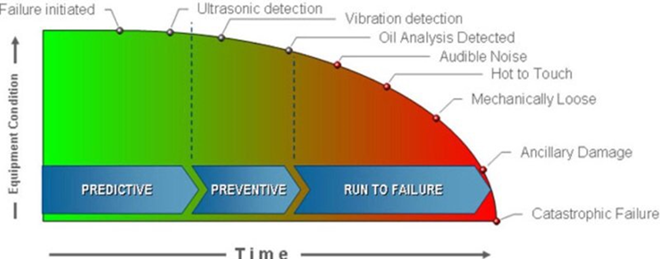 Failure initiated
Ultrasonic detection
Vibration detection
Oil Analysis Detected
Audible Noise
Hot to Touch
Mechanically Loose
Ancillary Damage
Catastrophic Failure
Equipment Condition
PREDICTIVE
PREVENTIVE
RUN TO FAILURE
Time